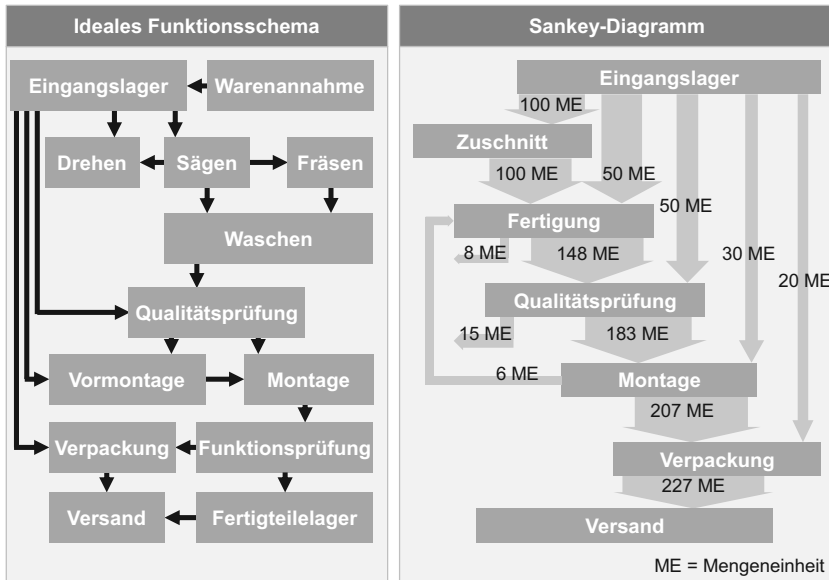 Ideales Funktionsschema
Eingangslager
Warenannahme
Drehen
Sägen
Fräsen
Waschen
Qualitätsprüfung
Vormontage
Montage
Verpackung
Funktionsprüfung
Versand
Fertigteilelager
Sankey-Diagramm
Eingangslager
100 ME
Zuschnitt
100 ME
50 ME
50 ME
Fertigung
8 ME
148 ME
30 ME
20 ME
Qualitätsprüfung
15 ME
183 ME
6 ME
Montage
207 ME
Verpackung
227 ME
Versand
ME = Mengeneinheit